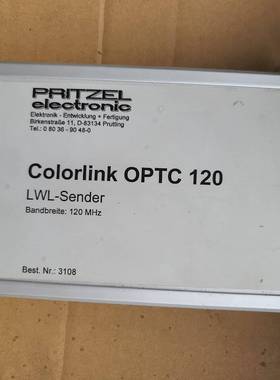 PRITZEL
electronic
Elektronik - Entwicklung + Fertigung
Birkenstraße 11, D-83134 Prutting
Tel.: 0 80 36 - 90 48-0
Colorlink OPTC 120
LWL-Sender
Bandbreite: 120 MHz
Best. Nr.: 3108